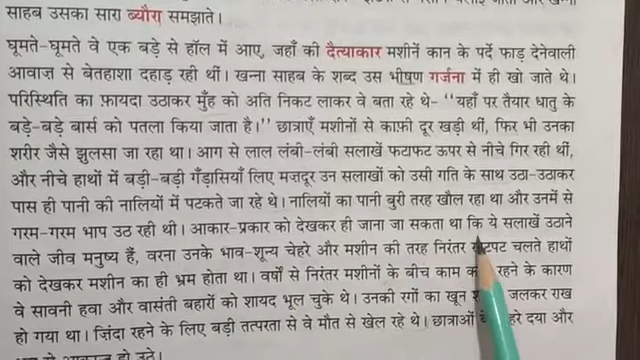 साहब उसका सारा ब्यौरा समझाते।
घूमते-घूमते वे एक बड़े से हॉल में आए, जहाँ की दैत्याकार मशीनें कान के पर्दे फाड़ देनेवाली
आवाज़ से बेतहाशा दहाड़ रही थीं। खन्ना साहब के शब्द उस भीषण गर्जना में ही खो जाते थे।
परिस्थिति का फ़ायदा उठाकर मुँह को अति निकट लाकर वे बता रहे थे- "यहाँ पर तैयार धातु के
बड़े-बड़े बार्स को पतला किया जाता है।" छात्राएँ मशीनों से काफ़ी दूर खड़ी थीं, फिर भी उनका
शरीर जैसे झुलसा जा रहा था। आग से लाल लंबी-लंबी सलाखें फटाफट ऊपर से नीचे गिर रही थीं,
और नीचे हाथों में बड़ी-बड़ी गँड़ासियाँ लिए मजदूर उन सलाखों को उसी गति के साथ उठा-उठाकर
पास ही पानी की नालियों में पटकते जा रहे थे। नालियों का पानी बुरी तरह खौल रहा था और उनमें से
गरम-गरम भाप उठ रही थी। आकार-प्रकार को देखकर ही जाना जा सकता था कि ये सलाखें उठाने
वाले जीव मनुष्य हैं, वरना उनके भाव-शून्य चेहरे और मशीन की तरह निरंतर चलते हाथों
को देखकर मशीन का ही भ्रम होता था। वर्षों से निरंतर मशीनों के बीच काम रहने के कारण
वे सावनी हवा और वासंती बहारों को शायद भूल चुके थे। उनकी रगों का खून जलकर राख
हो गया था। ज़िंदा रहने के लिए बड़ी तत्परता से वे मौत से खेल रहे थे। छात्राओं दया और